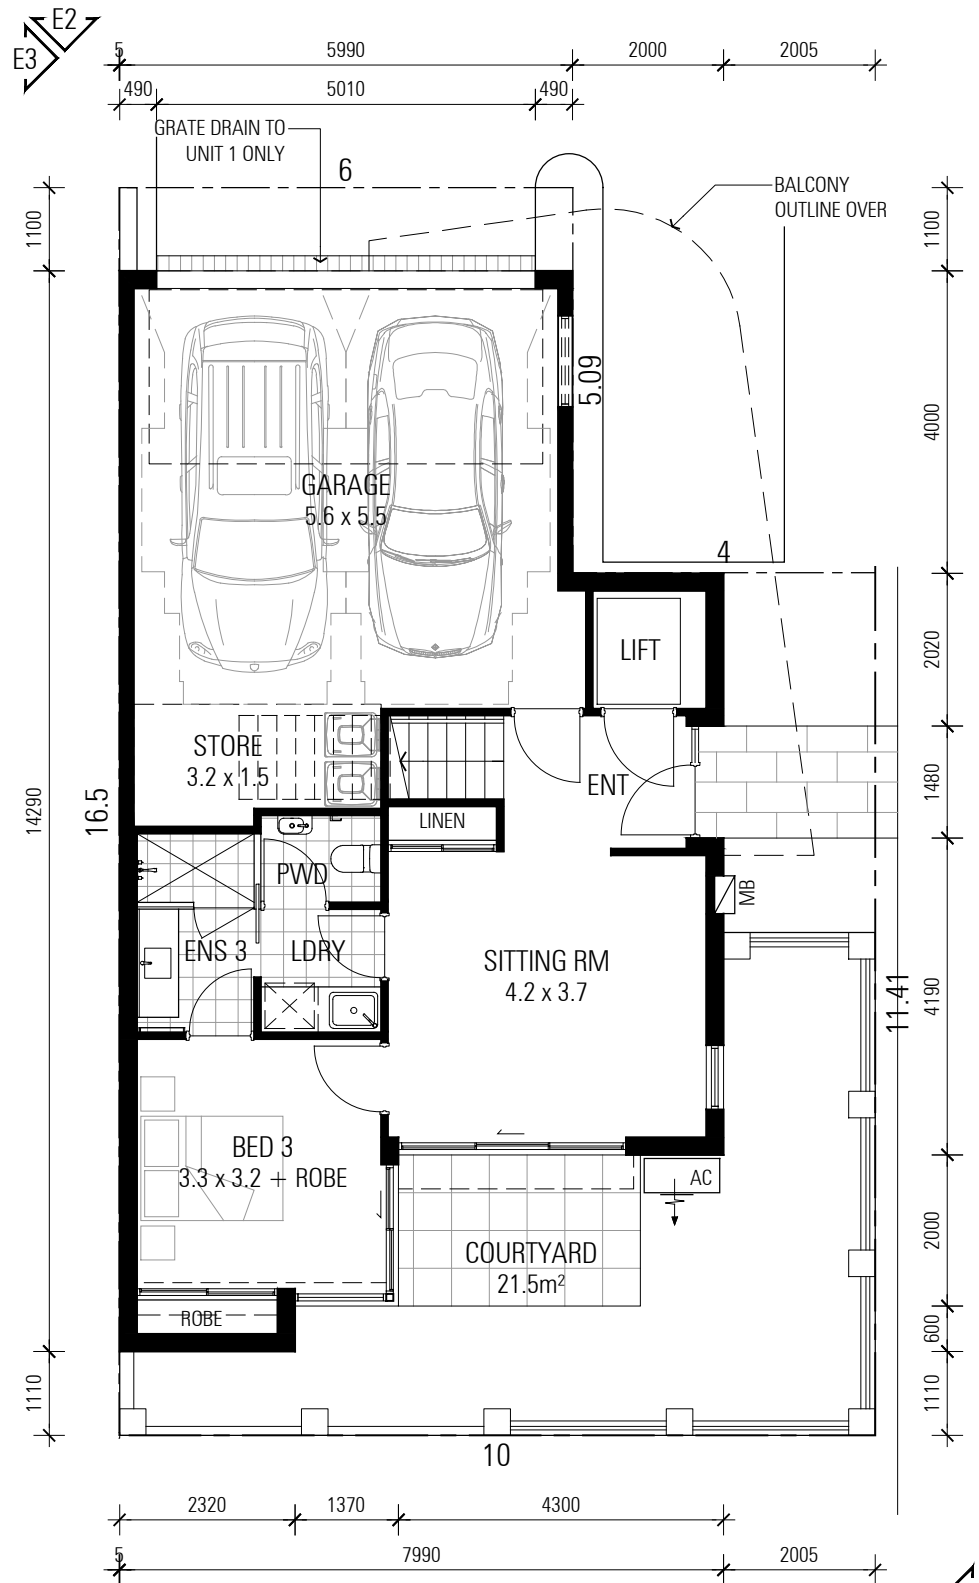 E2
E3
5
5990
2000
2005
490
5010
490
GRATE DRAIN TO
UNIT 1 ONLY
6
BALCONY
OUTLINE OVER
1100
1100
5.09
4000
GARAGE
5.6 x 5.5
4
LIFT
2020
STORE
3.2 x 1.5
ENT
1480
14290
16.5
LINEN
PWD
MB
ENS 3
LDRY
SITTING RM
4.2 x 3.7
11.41
4190
BED 3
3.3 x 3.2 + ROBE
AC
COURTYARD
21.5m²
2000
ROBE
600
1110
1110
10
2320
1370
4300
5
7990
2005